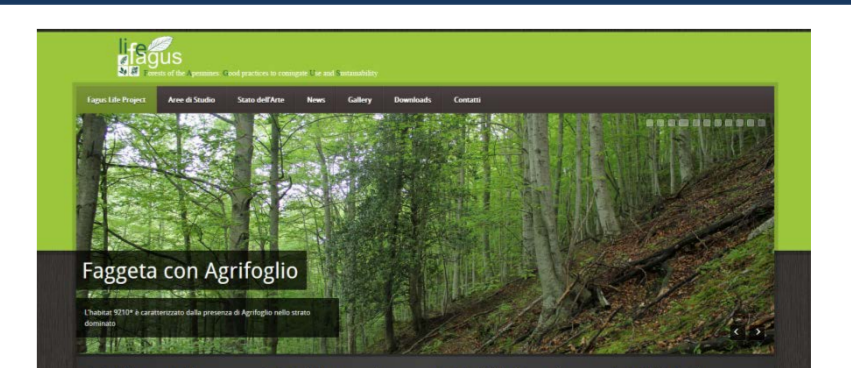 life
fagus
Forests of the Apennines: Good practices to conjugate Use and Sustainability
Fagus Life Project Aree di Studio Stato dell'Arte News Gallery Downloads Contatti
Faggeta con Agrifoglio
L'habitat 9210* è caratterizzato dalla presenza di Agrifoglio nello strato
dominato